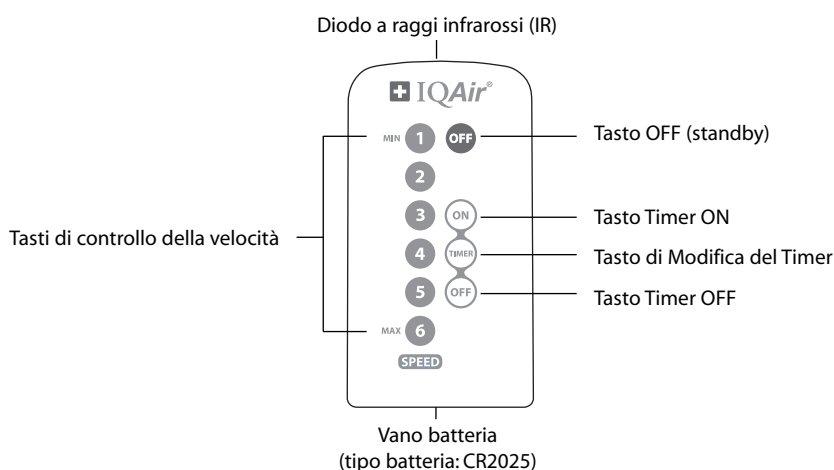 Diodo a raggi infrarossi (IR)
IQAir®
MIN 1 OFF
Tasto OFF (standby)
2
3 ON
Tasto Timer ON
Tasti di controllo della velocità
4 TIMER
Tasto di Modifica del Timer
5 OFF
Tasto Timer OFF
MAX 6
SPEED
Vano batteria
(tipo batteria: CR2025)